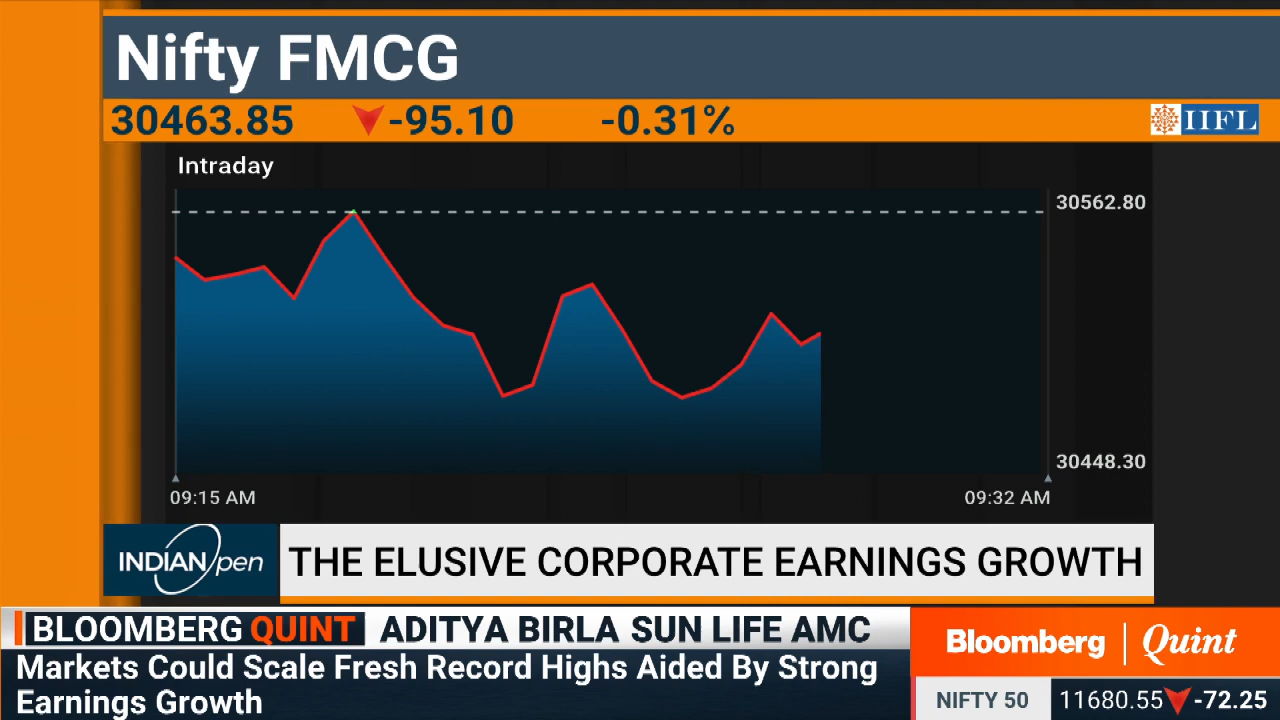 Nifty FMCG
30463.85 -95.10 -0.31%
IIFL
Intraday
30562.80
30448.30
09:15 AM 09:32 AM
INDIAN Open THE ELUSIVE CORPORATE EARNINGS GROWTH
BLOOMBERG QUINT ADITYA BIRLA SUN LIFE AMC
Markets Could Scale Fresh Record Highs Aided By Strong
Earnings Growth
Bloomberg | Quint
NIFTY 50 11680.55 -72.25